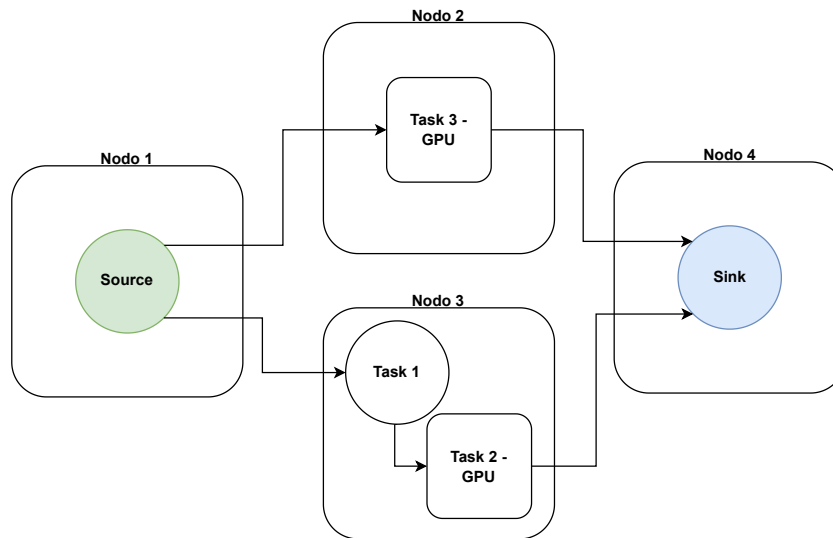 Nodo 2
Task 3 -
GPU
Nodo 1
Source
Nodo 4
Sink
Nodo 3
Task 1
Task 2 -
GPU